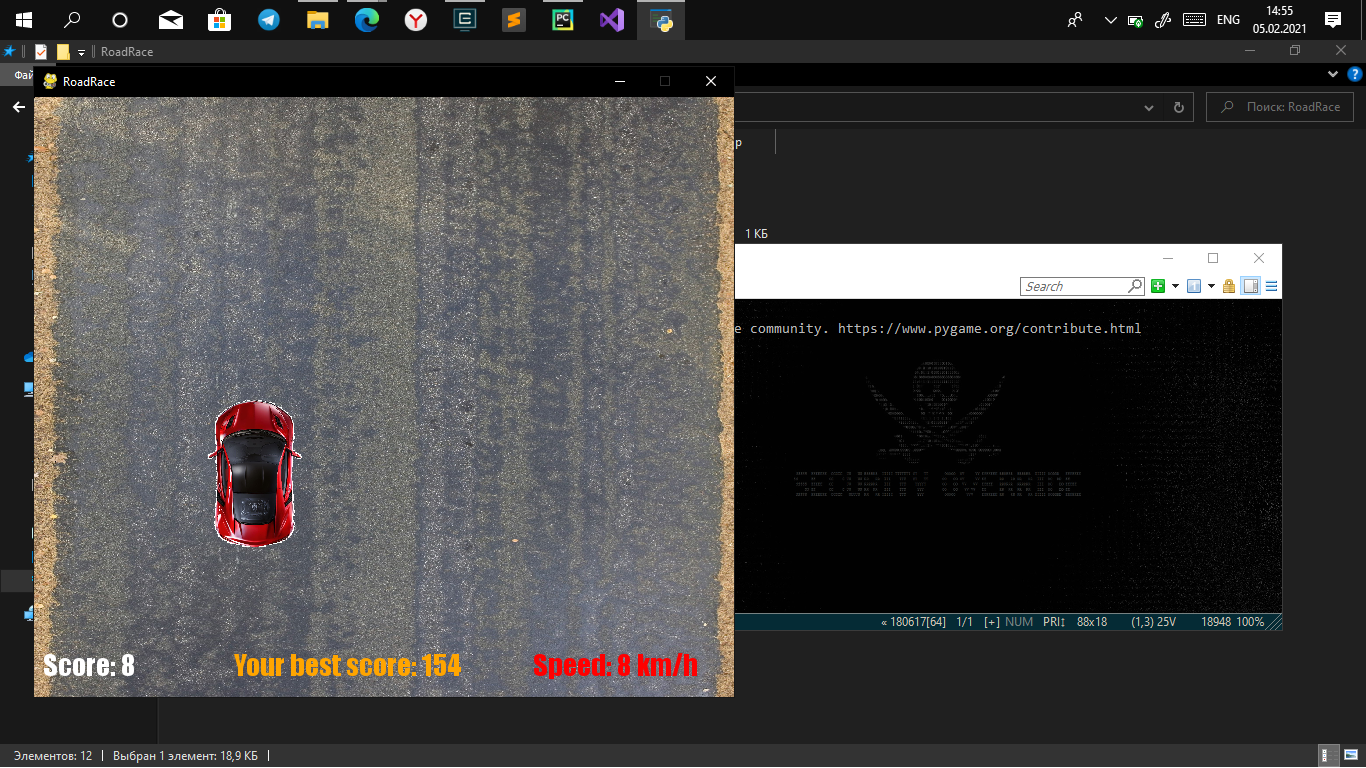 ENG
14:55
05.02.2021
RoadRace
Фай
RoadRace
Поиск: RoadRace
р
1 КБ
Search
e community. https://www.pygame.org/contribute.html
Score: 8
Your best score: 154
Speed: 8 km/h
« 180617[64] 1/1 [+] NUM PRI↕ 88x18 (1,3) 25V 18948 100%
Элементов: 12 Выбран 1 элемент: 18,9 КБ